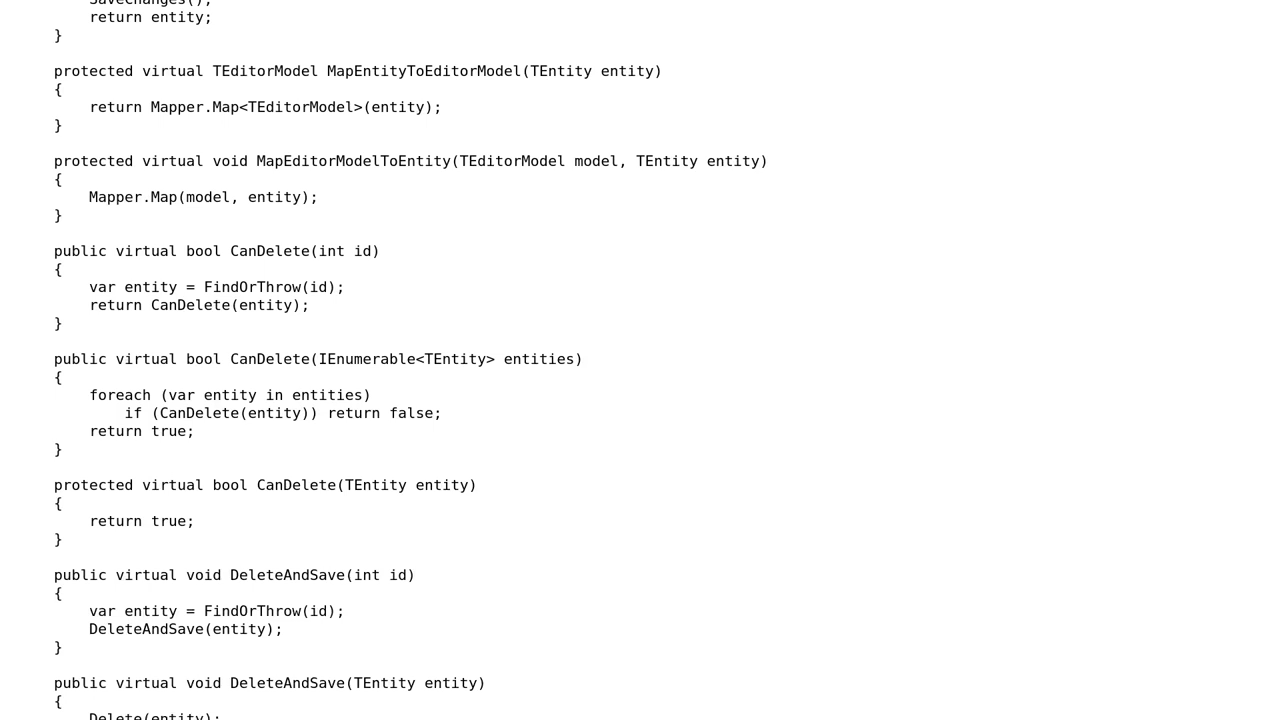 SaveChanges();
return entity;
}
protected virtual TEditorModel MapEntityToEditorModel(TEntity entity)
{
return Mapper.Map<TEditorModel>(entity);
}
protected virtual void MapEditorModelToEntity(TEditorModel model, TEntity entity)
{
Mapper.Map(model, entity);
}
public virtual bool CanDelete(int id)
{
var entity = FindOrThrow(id);
return CanDelete(entity);
}
public virtual bool CanDelete(IEnumerable<TEntity> entities)
{
foreach (var entity in entities)
if (CanDelete(entity)) return false;
return true;
}
protected virtual bool CanDelete(TEntity entity)
{
return true;
}
public virtual void DeleteAndSave(int id)
{
var entity = FindOrThrow(id);
DeleteAndSave(entity);
}
public virtual void DeleteAndSave(TEntity entity)
{
Delete(entity);